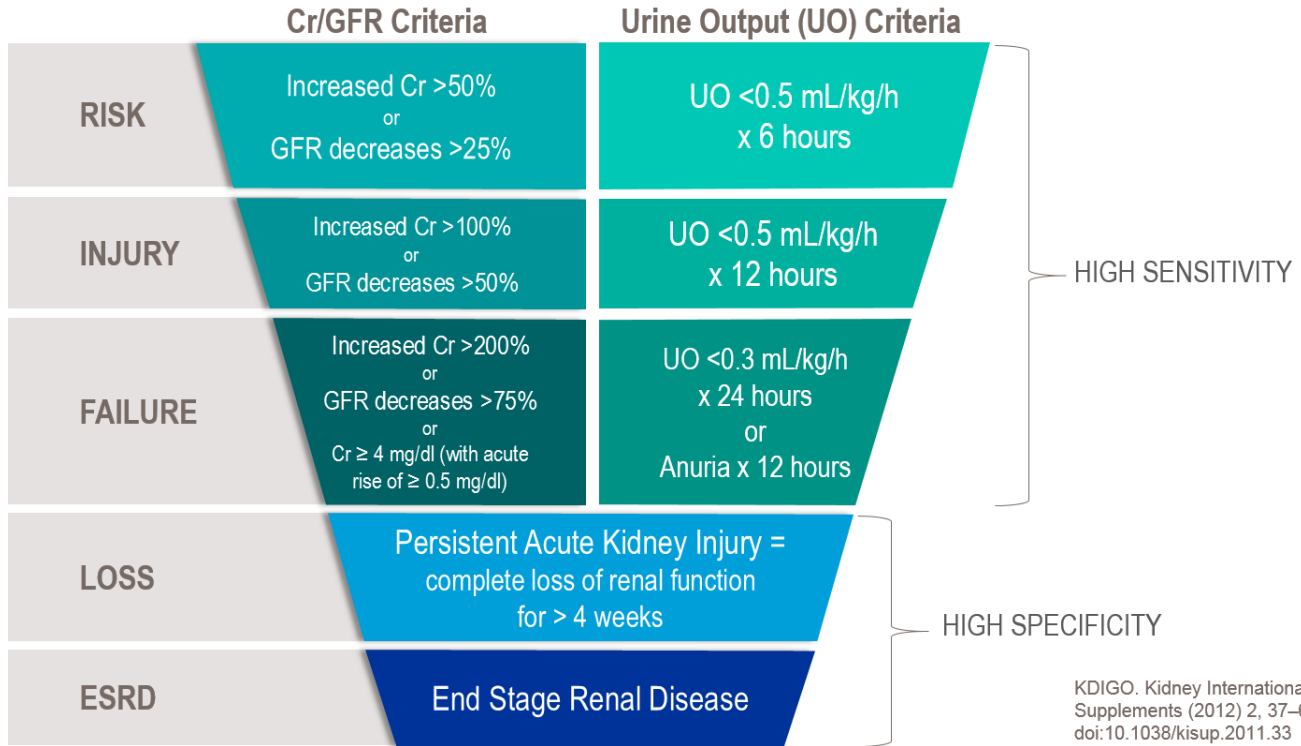 Cr/GFR Criteria
Urine Output (UO) Criteria
RISK
Increased Cr >50%
or
GFR decreases >25%
UO <0.5 mL/kg/h
x 6 hours
INJURY
Increased Cr >100%
or
GFR decreases >50%
UO <0.5 mL/kg/h
x 12 hours
HIGH SENSITIVITY
FAILURE
Increased Cr >200%
or
GFR decreases >75%
or
Cr ≥ 4 mg/dl (with acute
rise of ≥ 0.5 mg/dl)
UO <0.3 mL/kg/h
x 24 hours
or
Anuria x 12 hours
LOSS
Persistent Acute Kidney Injury =
complete loss of renal function
for > 4 weeks
HIGH SPECIFICITY
ESRD
End Stage Renal Disease
KDIGO. Kidney Internationa
Supplements (2012) 2, 37–
doi:10.1038/kisup.2011.33